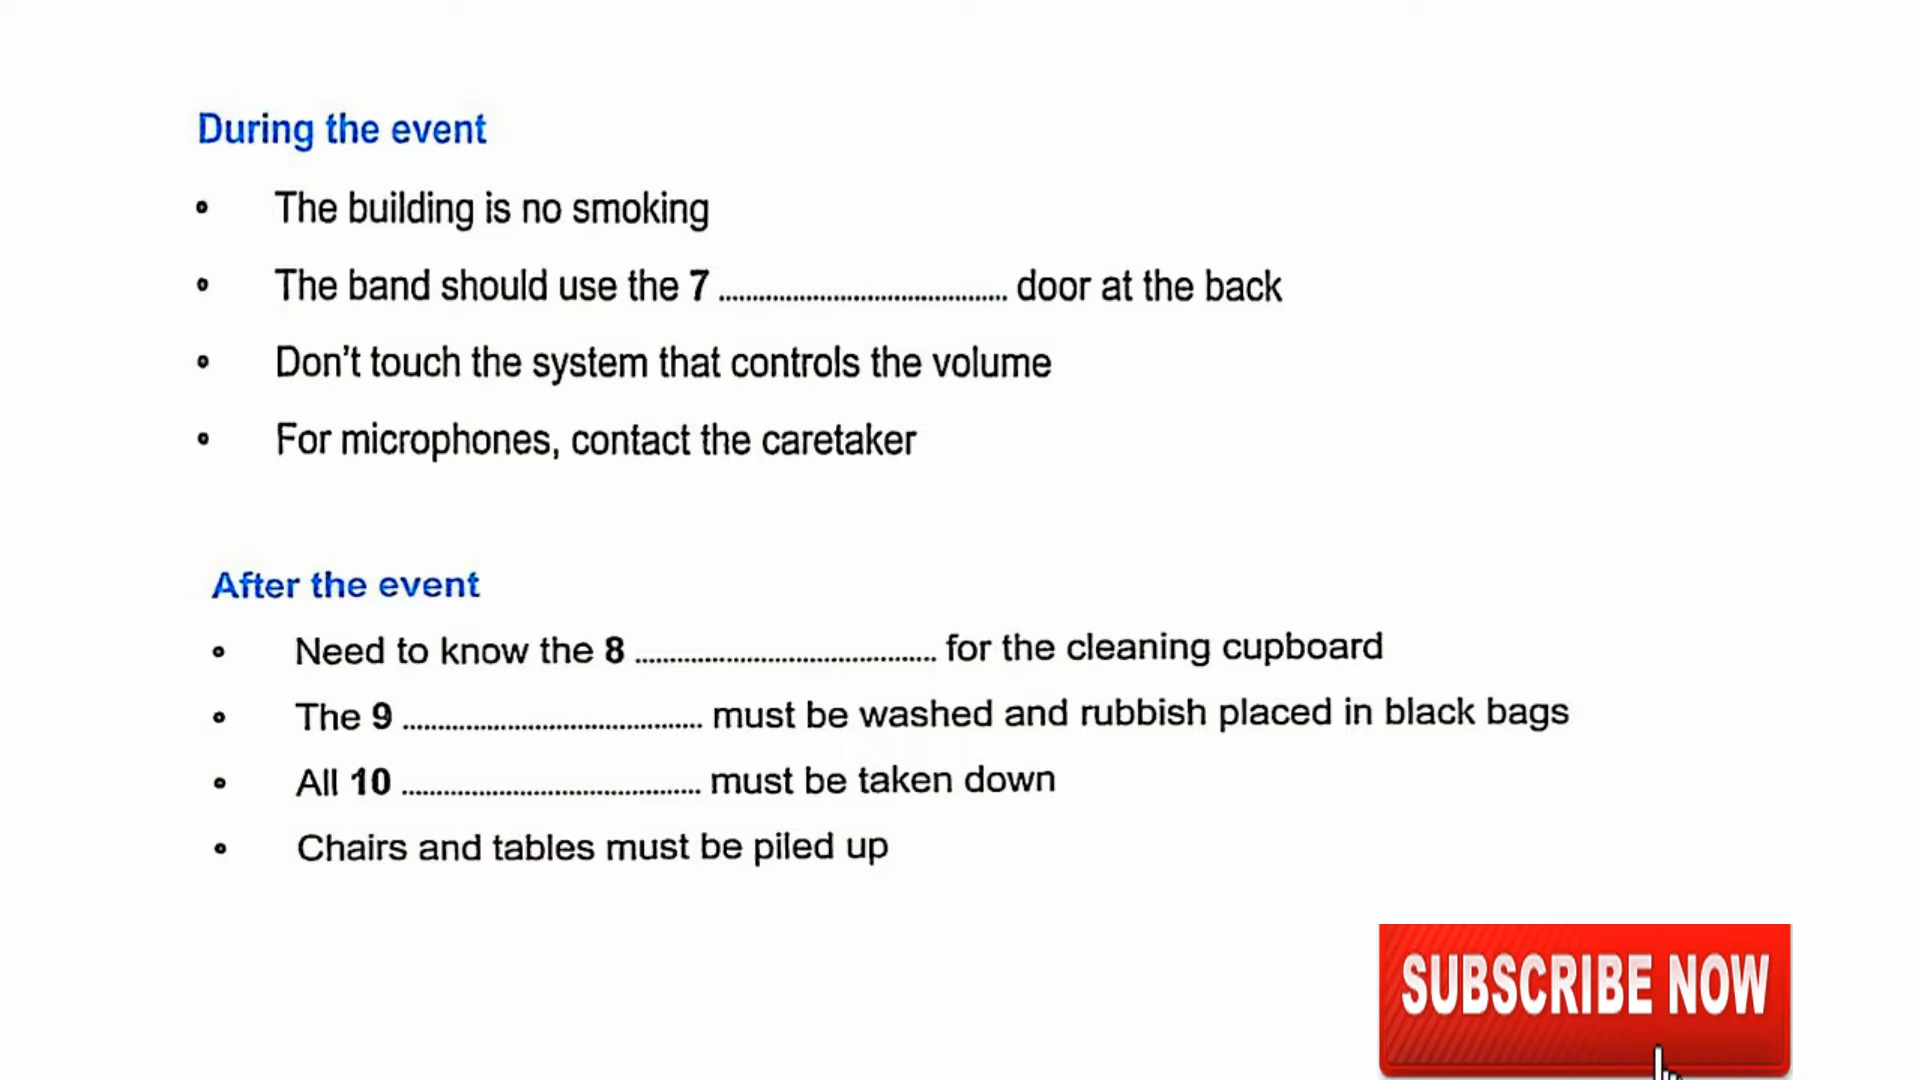 During the event
• The building is no smoking
• The band should use the 7 .......................................... door at the back
• Don't touch the system that controls the volume
• For microphones, contact the caretaker
After the event
• Need to know the 8 .......................................... for the cleaning cupboard
• The 9 .......................................... must be washed and rubbish placed in black bags
• All 10 .......................................... must be taken down
• Chairs and tables must be piled up
SUBSCRIBE NOW